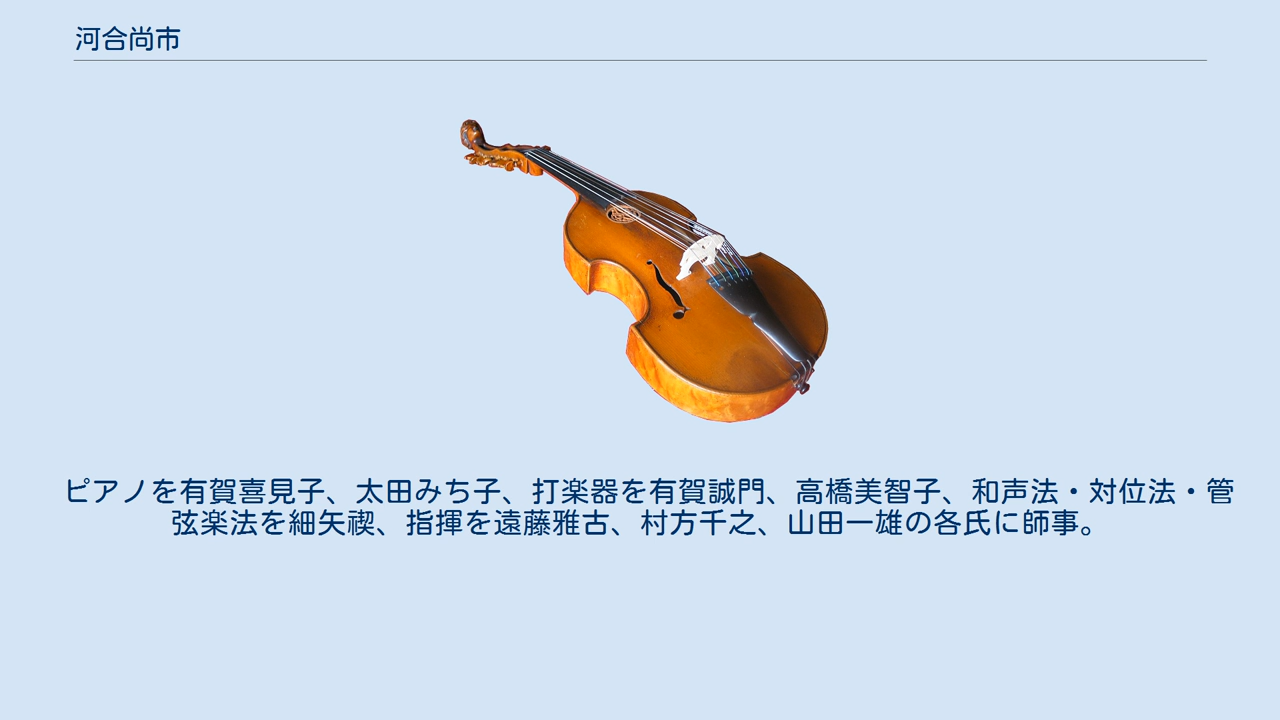 河合尚市
ピアノを有賀喜見子、太田みち子、打楽器を有賀誠門、高橋美智子、和声法・対位法・管
弦楽法を細矢禊、指揮を遠藤雅古、村方千之、山田一雄の各氏に師事。